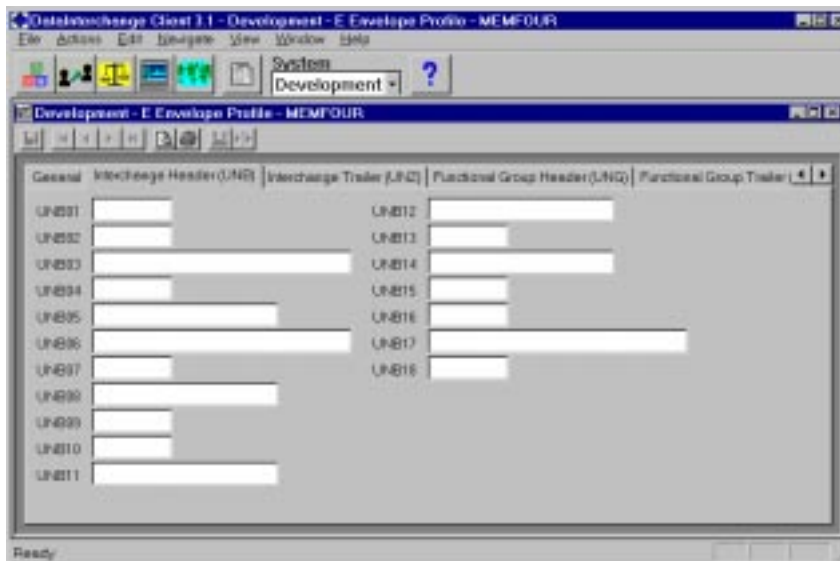 DataInterchange Client 3.1 - Development - E Envelope Profile - MEMFOUR
File Actions Edit Navigate View Window Help
System
Development
?
Development - E Envelope Profile - MEMFOUR
General Interchange Header (UNB) Interchange Trailer (UNZ) Functional Group Header (UNG) Functional Group Trailer (
UNB01 UNB12
UNB02 UNB13
UNB03 UNB14
UNB04 UNB15
UNB05 UNB16
UNB06 UNB17
UNB07 UNB18
UNB08
UNB09
UNB10
UNB11
Ready